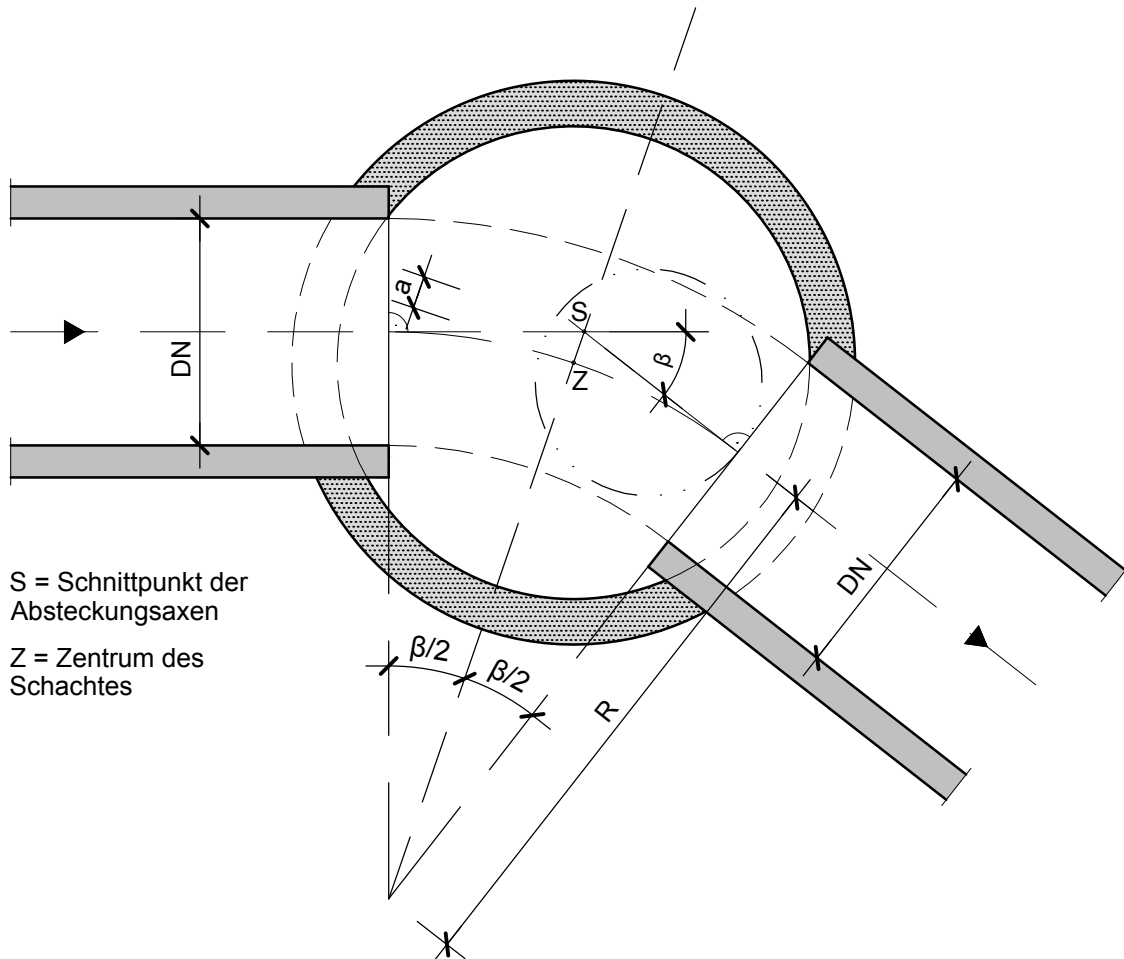 a
DN
S
β
Z
DN
S = Schnittpunkt der
Absteckungsaxen
Z = Zentrum des
Schachtes
β/2
β/2
R